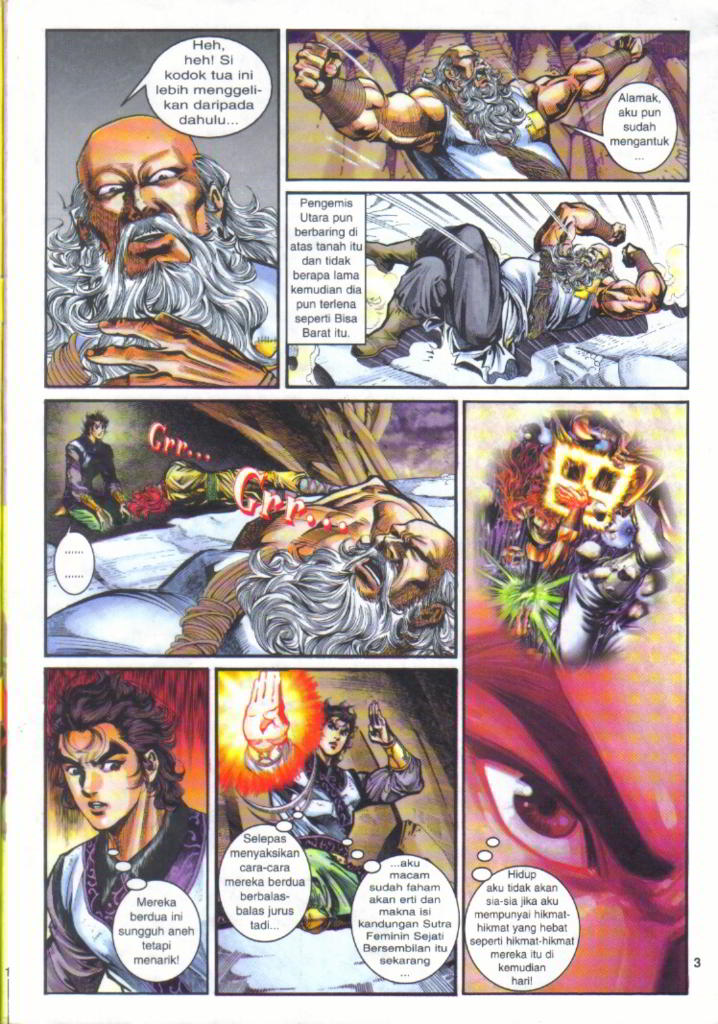 Heh,
heh! Si
kodok tua ini
lebih menggeli-
kan daripada
dahulu...
Alamak,
aku pun
sudah
mengantuk
...
Pengemis
Utara pun
berbaring di
atas tanah itu
dan tidak
berapa lama
kemudian dia
pun terlena
seperti Bisa
Barat itu.
Grr...
Grr...
......
......
Mereka
berdua ini
sungguh aneh
tetapi
menarik!
Selepas
menyaksikan
cara-cara
mereka berdua
berbalas-
balas jurus
tadi...
...aku
macam
sudah faham
akan erti dan
makna isi
kandungan Sutra
Feminin Sejati
Bersembilan itu
sekarang
...
Hidup
aku tidak akan
sia-sia jika aku
mempunyai hikmat-
hikmat yang hebat
seperti hikmat-hikmat
mereka itu di
kemudian
hari!
3